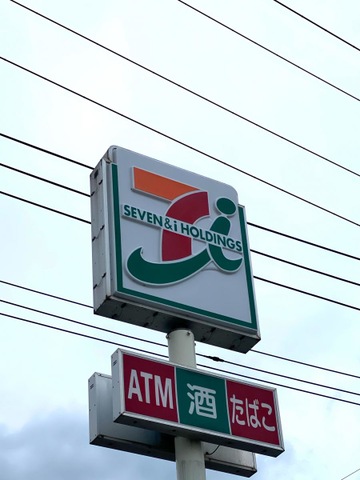 SEVEN & i HOLDINGS
ATM 酒 たばこ